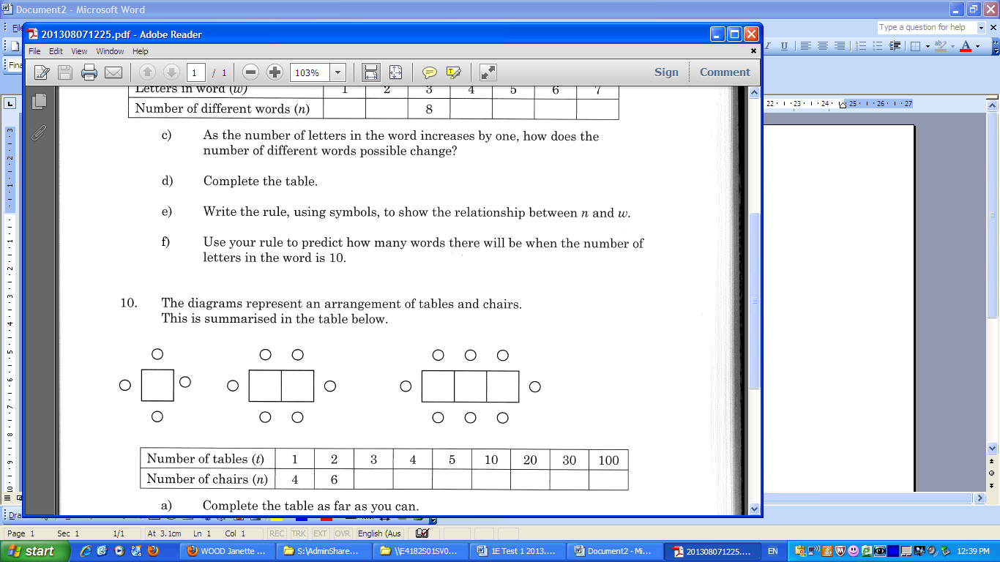 Document2 - Microsoft Word
Type a question for help
201308071225.pdf - Adobe Reader
File Edit View Window Help
1 / 1 103% Sign Comment
22 23 24 25 26 27
Letters in word (w) 1 2 3 4 5 6 7
Number of different words (n) 8
c) As the number of letters in the word increases by one, how does the
number of different words possible change?
d) Complete the table.
e) Write the rule, using symbols, to show the relationship between n and w.
f) Use your rule to predict how many words there will be when the number of
letters in the word is 10.
10. The diagrams represent an arrangement of tables and chairs.
This is summarised in the table below.
Number of tables (t) 1 2 3 4 5 10 20 30 100
Number of chairs (n) 4 6
a) Complete the table as far as you can.
Page 1 Sec 1 1/1 At 3.1cm Ln 1 Col 1 REC TRK EXT OVR English (Aus
start WOOD Janette ... S:\AdminShare... \\E4182S01SV0... 1E Test 1 2013.... Document2 - Mi... 201308071225.... EN 12:39 PM